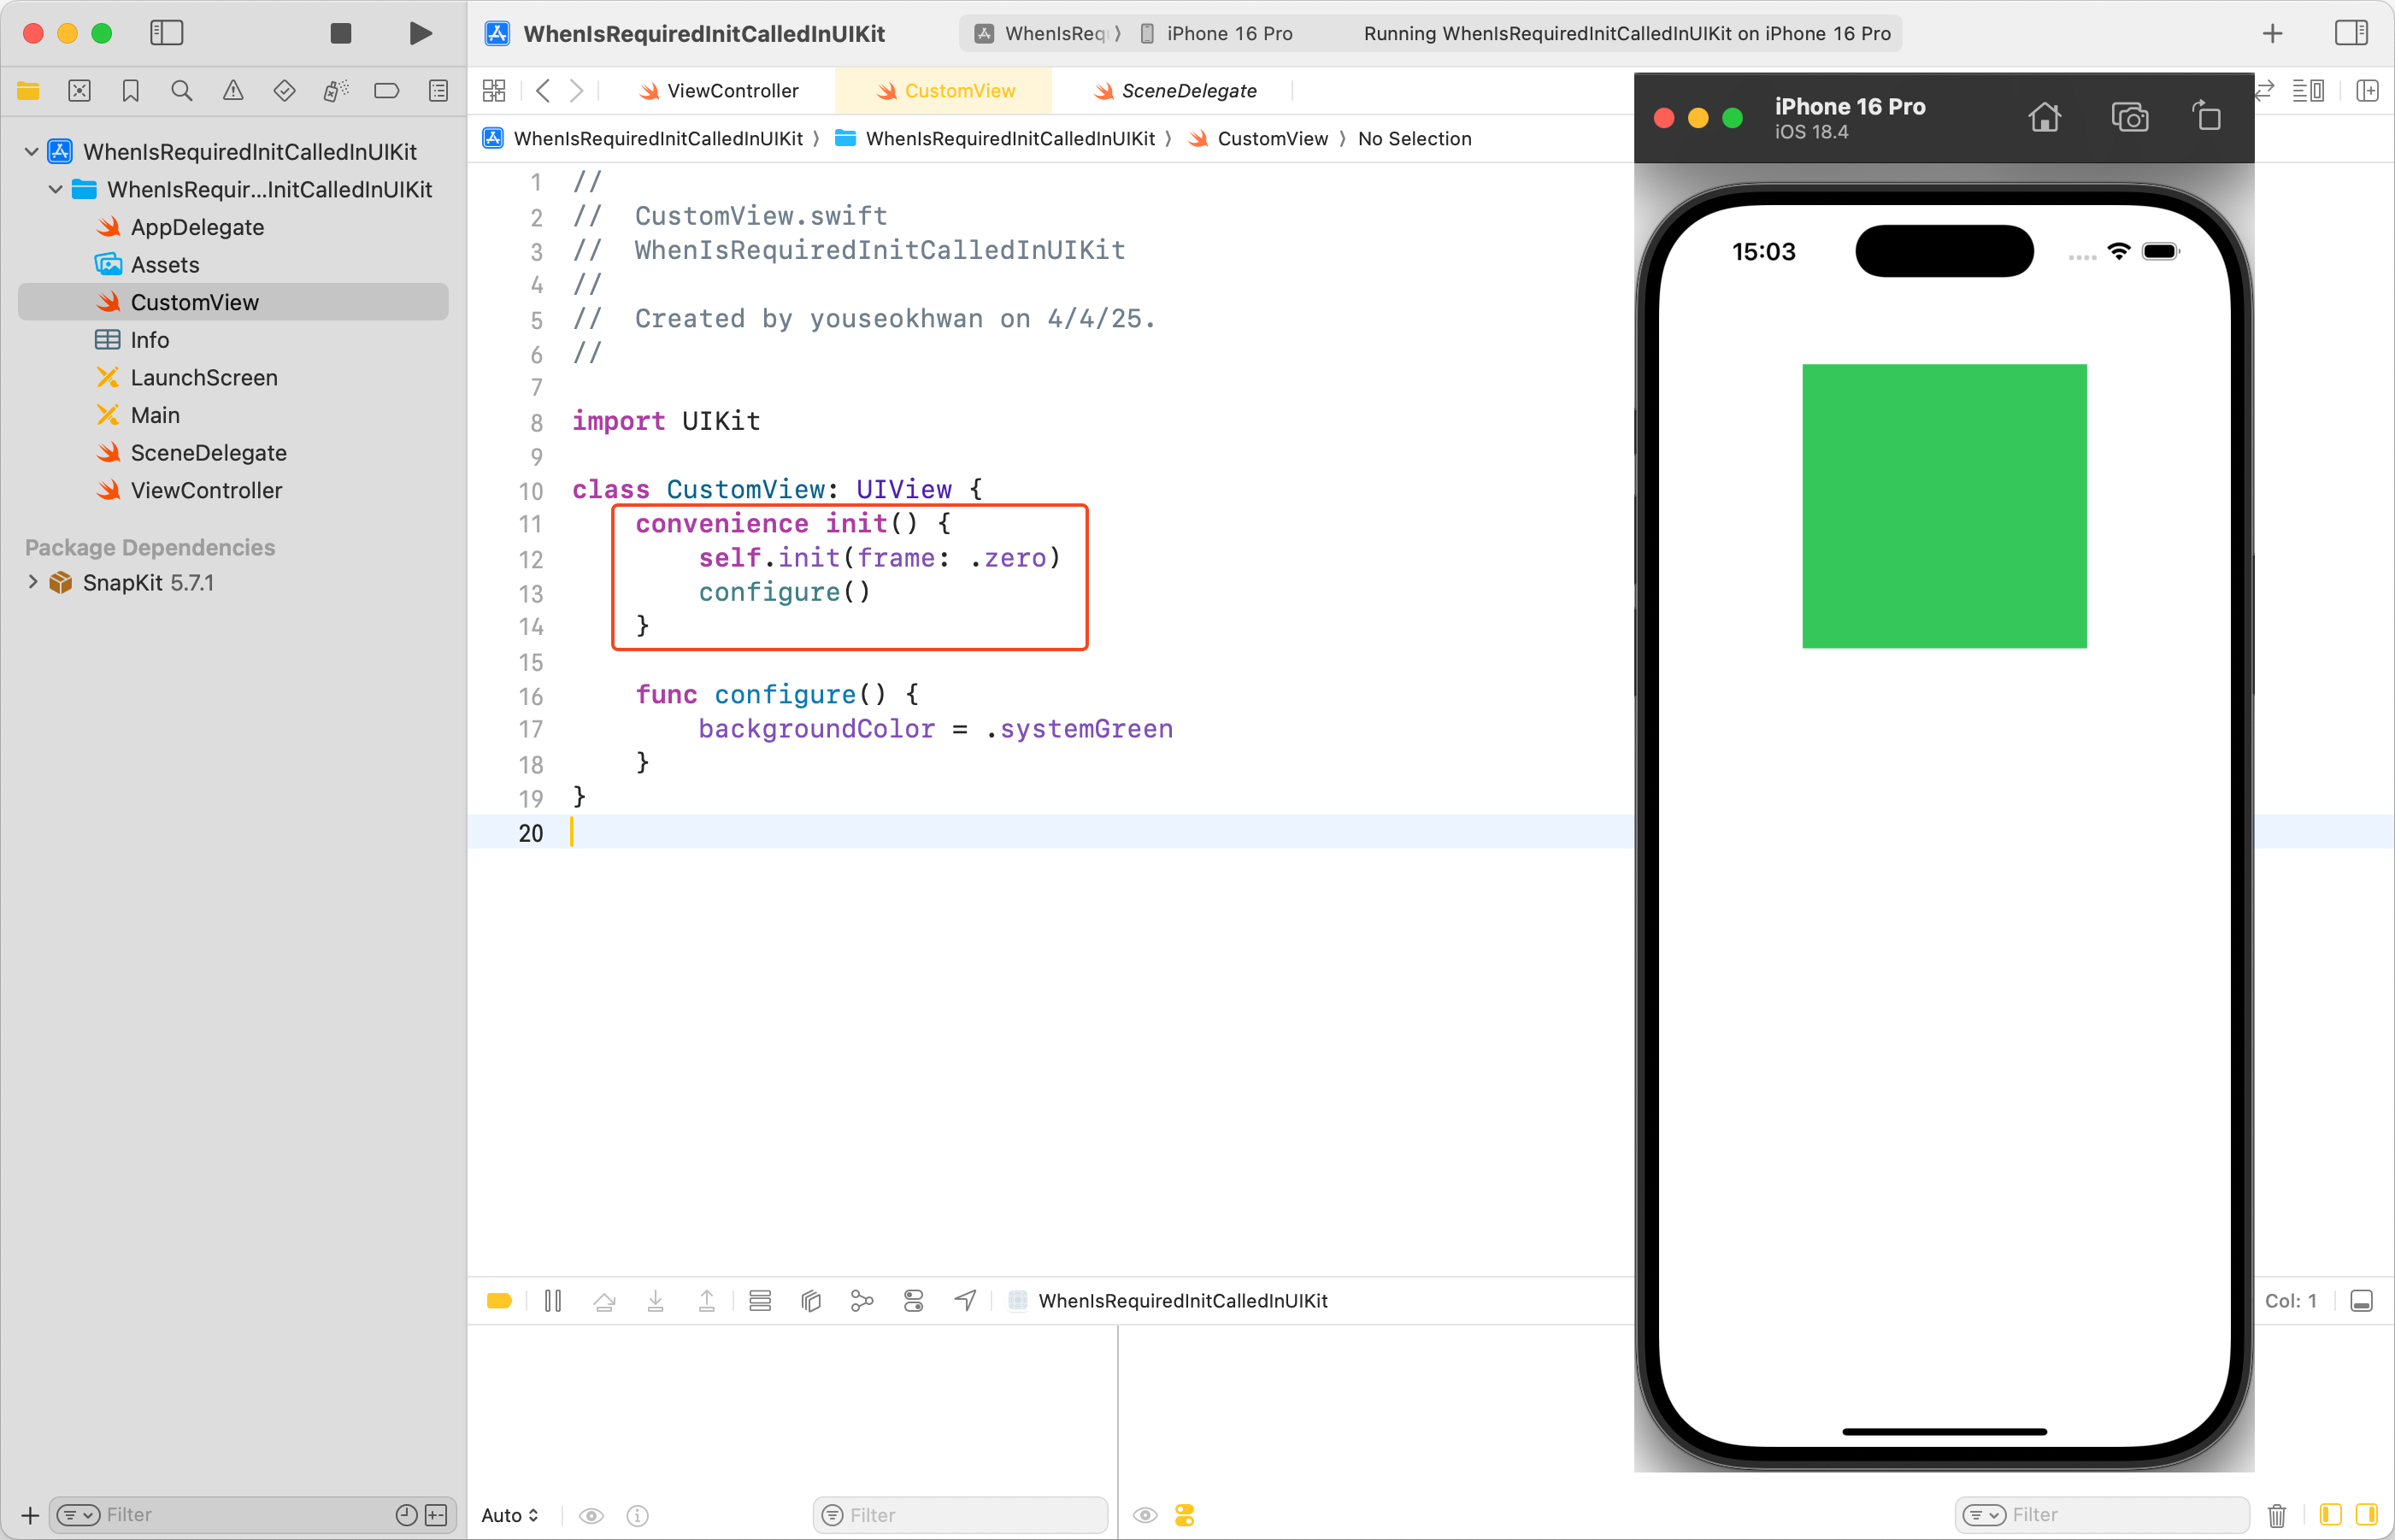 WhenIsRequiredInitCalledInUIKit
WhenIsRequ
iPhone 16 Pro
Running WhenIsRequiredInitCalledInUIKit on iPhone 16 Pro
ViewController
CustomView
SceneDelegate
WhenIsRequiredInitCalledInUIKit
WhenIsRequiredInitCalledInUIKit
CustomView
No Selection
WhenIsRequiredInitCalledInUIKit
WhenIsRequir...InitCalledInUIKit
AppDelegate
Assets
CustomView
Info
LaunchScreen
Main
SceneDelegate
ViewController
Package Dependencies
SnapKit 5.7.1
1 //
2 //  CustomView.swift
3 //  WhenIsRequiredInitCalledInUIKit
4 //
5 //  Created by youseokhwan on 4/4/25.
6 //
7
8 import UIKit
9
10 class CustomView: UIView {
11     convenience init() {
12         self.init(frame: .zero)
13         configure()
14     }
15
16     func configure() {
17         backgroundColor = .systemGreen
18     }
19 }
20
iPhone 16 Pro
iOS 18.4
15:03
WhenIsRequiredInitCalledInUIKit
Col: 1
Filter
Auto
Filter
Filter